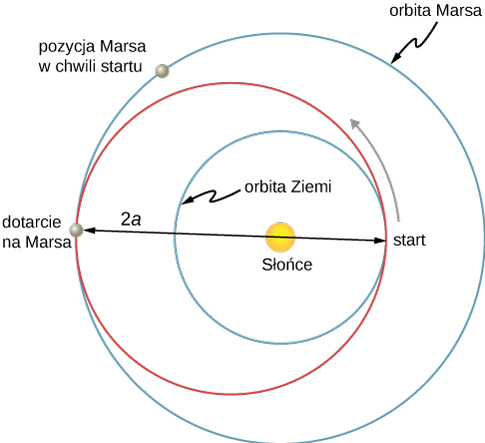 orbita Marsa
pozycja Marsa
w chwili startu
orbita Ziemi
dotarcie
na Marsa
2a
start
Słońce